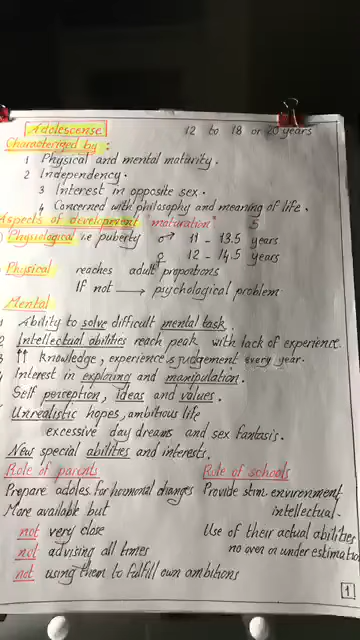 Adolescense 12 to 18 or 20 years
Characterized by :
1 Physical and mental maturity.
2 Independency.
3 Interest in opposite sex.
4 Concerned with philosophy and meaning of life.
Aspects of development "maturation" 5
Physiological i.e puberty ♂ 11 - 13.5 years
♀ 12 - 14.5 years
Physical reaches adult proportions
If not → psychological problem
Mental
1 Ability to solve difficult mental task.
2 Intellectual abilities reach peak with lack of experience.
3 ↑↑ knowledge, experience & judgement every year.
4 Interest in exploring and manipulation.
Self perception, ideas and values.
Unrealistic hopes, ambitious life
excessive day dreams and sex fantasis.
New special abilities and interests.
Role of parents Role of schools
Prepare adoles for hormonal changes Provide stim environment
More available but intellectual.
not very close Use of their actual abilities
not advising all times no over or under estimation
not using them to fulfill own ambitions
1